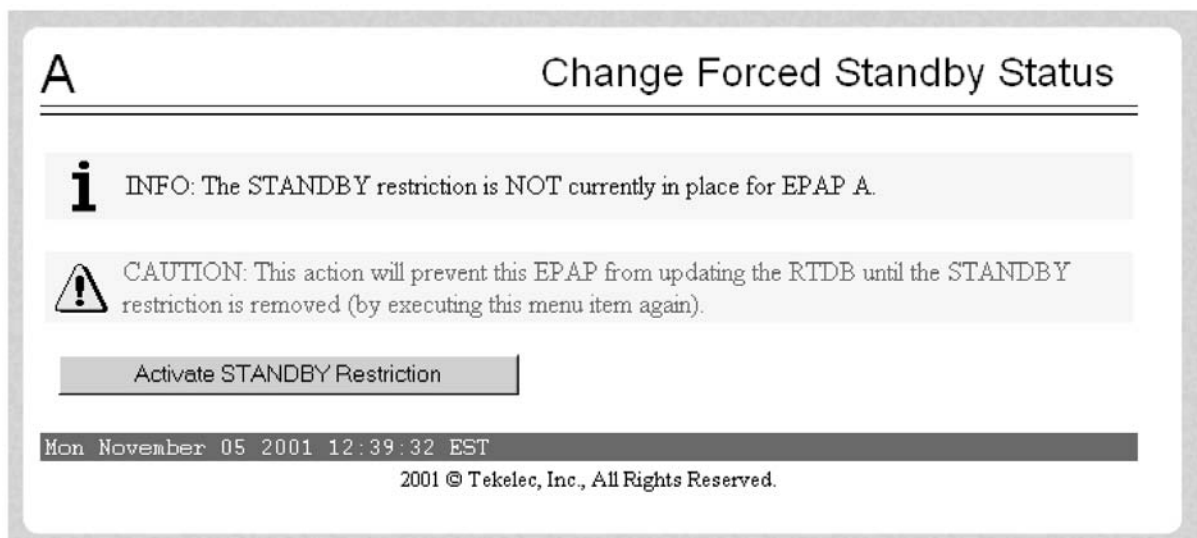 A
Change Forced Standby Status
i
INFO: The STANDBY restriction is NOT currently in place for EPAP A.
CAUTION: This action will prevent this EPAP from updating the RTDB until the STANDBY
restriction is removed (by executing this menu item again).
Activate STANDBY Restriction
Mon November 05 2001 12:39:32 EST
2001 © Tekelec, Inc., All Rights Reserved.